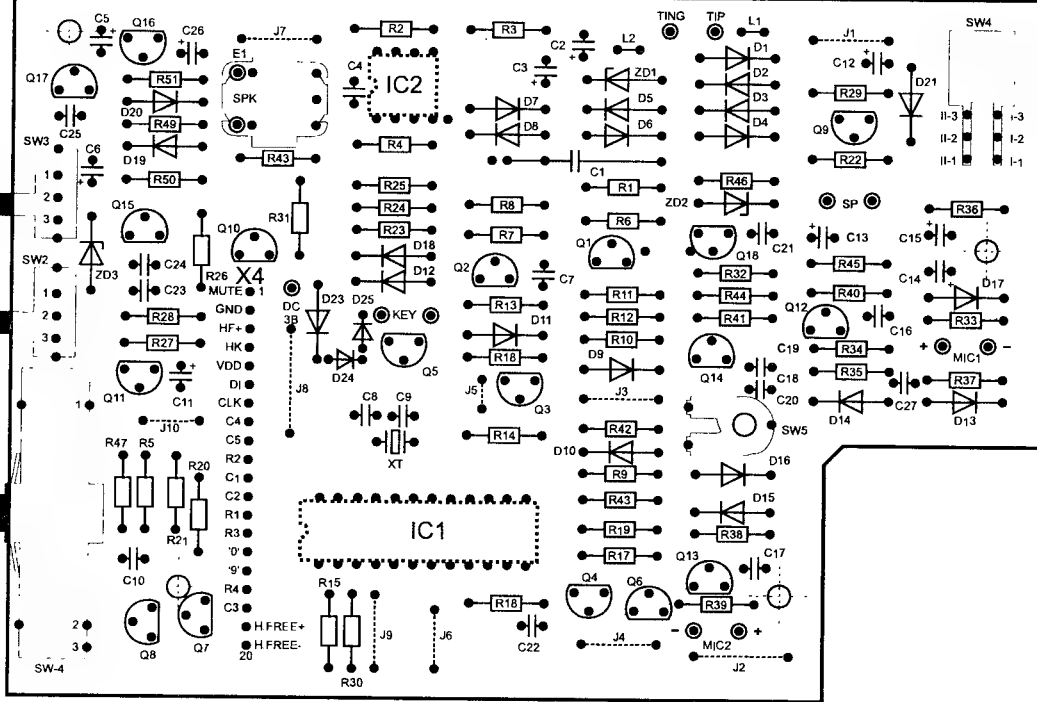 C5 Q16 C26 J7 R2 R3 C2 TING TIP L1 J1 SW4
L2 D1 C12
E1 C4 IC2 C3 ZD1 D2 D21
Q17 R51 SPK R29
D20 D7 D5 D3 II-3 I-3
C25 R49 D8 D6 D4 Q9 II-2 I-2
SW3 D19 R43 R4 R22 II-1 I-1
C6 C1
1 R50 R25 R1 R46
2 R31 R24 R8 ZD2 SP R36
3 Q15 R23 R6
Q10 R7 Q1 Q18 C21 C13 C15
SW2 ZD3 R26 D18 Q2 R45
C24 X4 D12 C7 R32 C14 D17
C23 MUTE 1 DC 3B D23 D25 R11 R44 R40
1 GND KEY R13 D11 R12 R41 Q12 C16 R33
2 R28 HF+
3 R27 HK R10 C19 R34 + MIC1 −
VDD D24 Q5 R18 D9 Q14
Q11 C11 DI J8 C18 R35 R37
CLK J5 Q3 J3 C20 C27
1 J10 C4 C8 C9 D14 D13
C5 R14 R42 SW5
R47 R5 R20 R2 XT D10
C1 R9 D16
C2 R43
R21 R1 IC1 D15
R3 R19 R38
'0'
C10 '9' R17
R15 Q13 C17
R4 Q4 Q6
C3 R18 R39
2 H.FREE+ J9 J6 − MIC2 +
3 Q8 Q7 H.FREE- C22 J4
SW-4 20 R30 J2